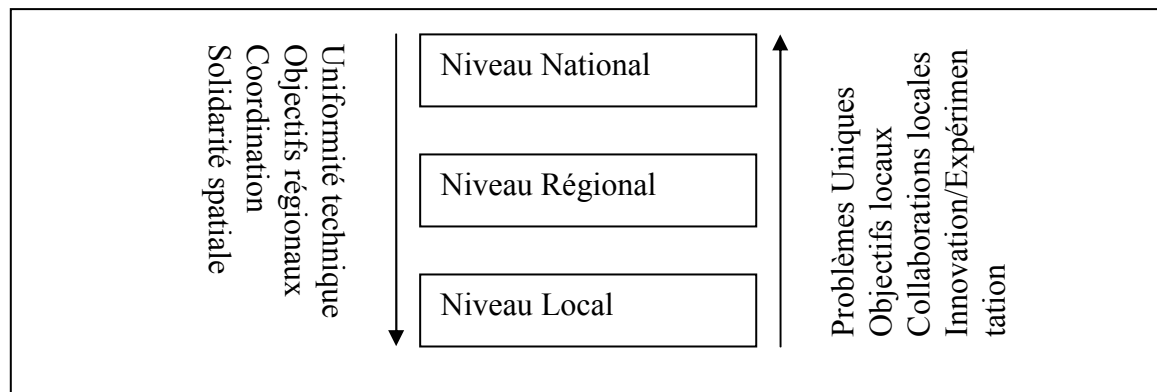 Uniformité technique
Objectifs régionaux
Coordination
Solidarité spatiale
Niveau National
Niveau Régional
Niveau Local
Problèmes Uniques
Objectifs locaux
Collaborations locales
Innovation/Expérimen
tation